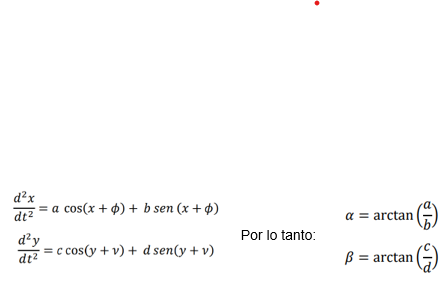 d²x/dt² = a cos(x + ϕ) + b sen (x + ϕ)
d²y/dt² = c cos(y + v) + d sen(y + v)
Por lo tanto:
α = arctan (a/b)
β = arctan (c/d)